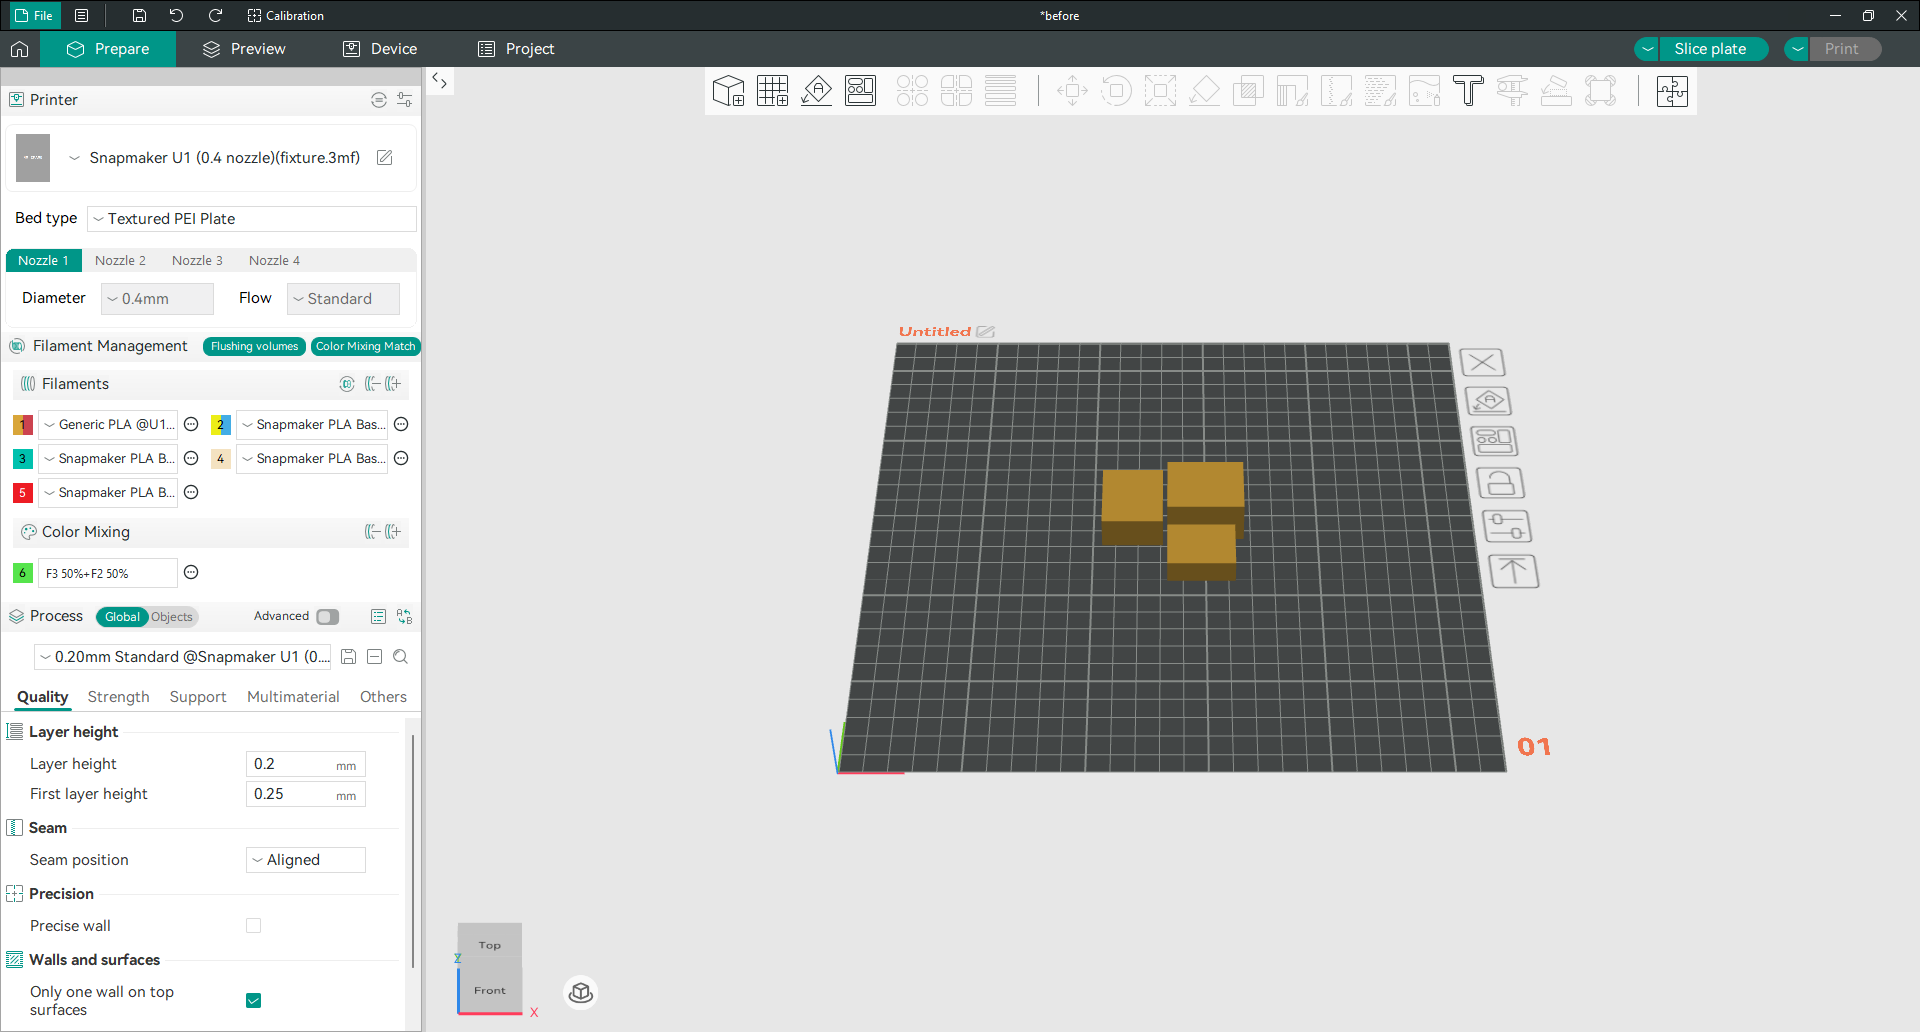 File
Calibration
*before
Prepare
Preview
Device
Project
Slice plate
Print
Printer
Snapmaker U1 (0.4 nozzle)(fixture.3mf)
Bed type
Textured PEI Plate
Nozzle 1
Nozzle 2
Nozzle 3
Nozzle 4
Diameter
0.4mm
Flow
Standard
Filament Management
Flushing volumes
Color Mixing Match
Filaments
1
Generic PLA @U1...
2
Snapmaker PLA Bas...
3
Snapmaker PLA B...
4
Snapmaker PLA Bas...
5
Snapmaker PLA B...
Color Mixing
6
F3 50%+F2 50%
Process
Global
Objects
Advanced
0.20mm Standard @Snapmaker U1 (0....
Quality
Strength
Support
Multimaterial
Others
Layer height
Layer height
0.2
mm
First layer height
0.25
mm
Seam
Seam position
Aligned
Precision
Precise wall
Walls and surfaces
Only one wall on top
surfaces
Untitled
01
Top
Z
Front
X